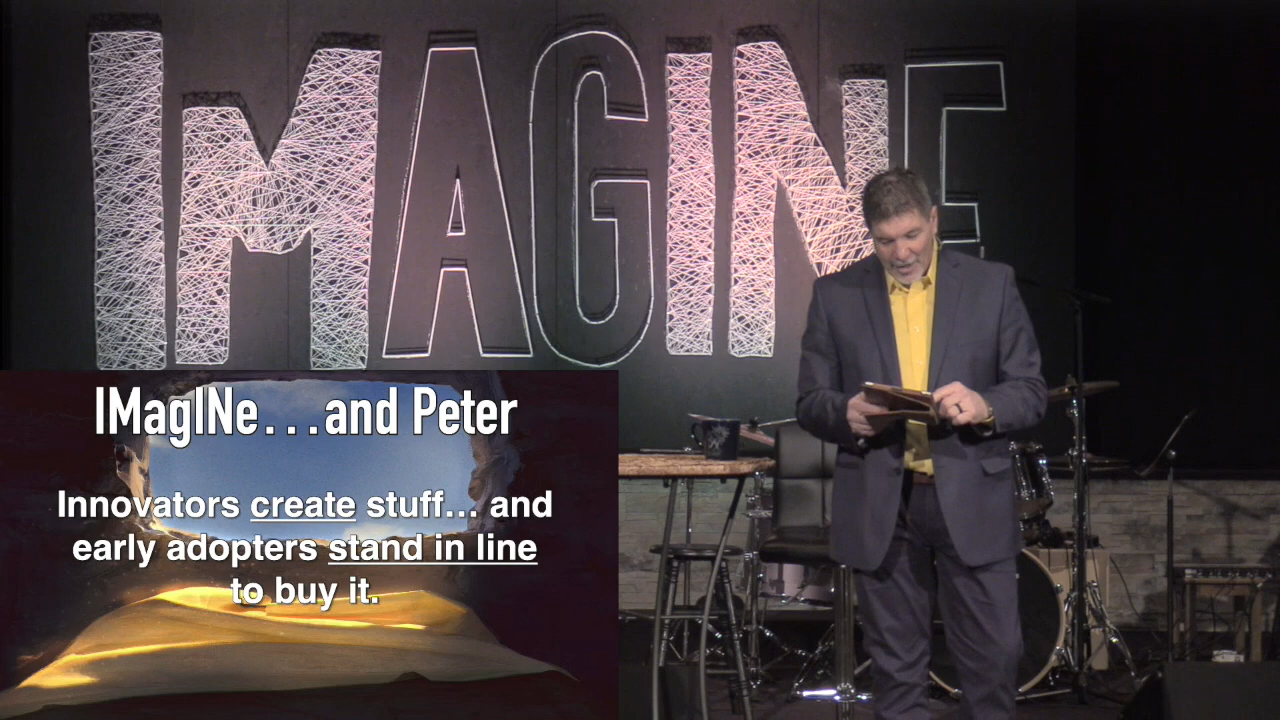 IMAGINE
IMagINe...and Peter
Innovators create stuff... and
early adopters stand in line
to buy it.